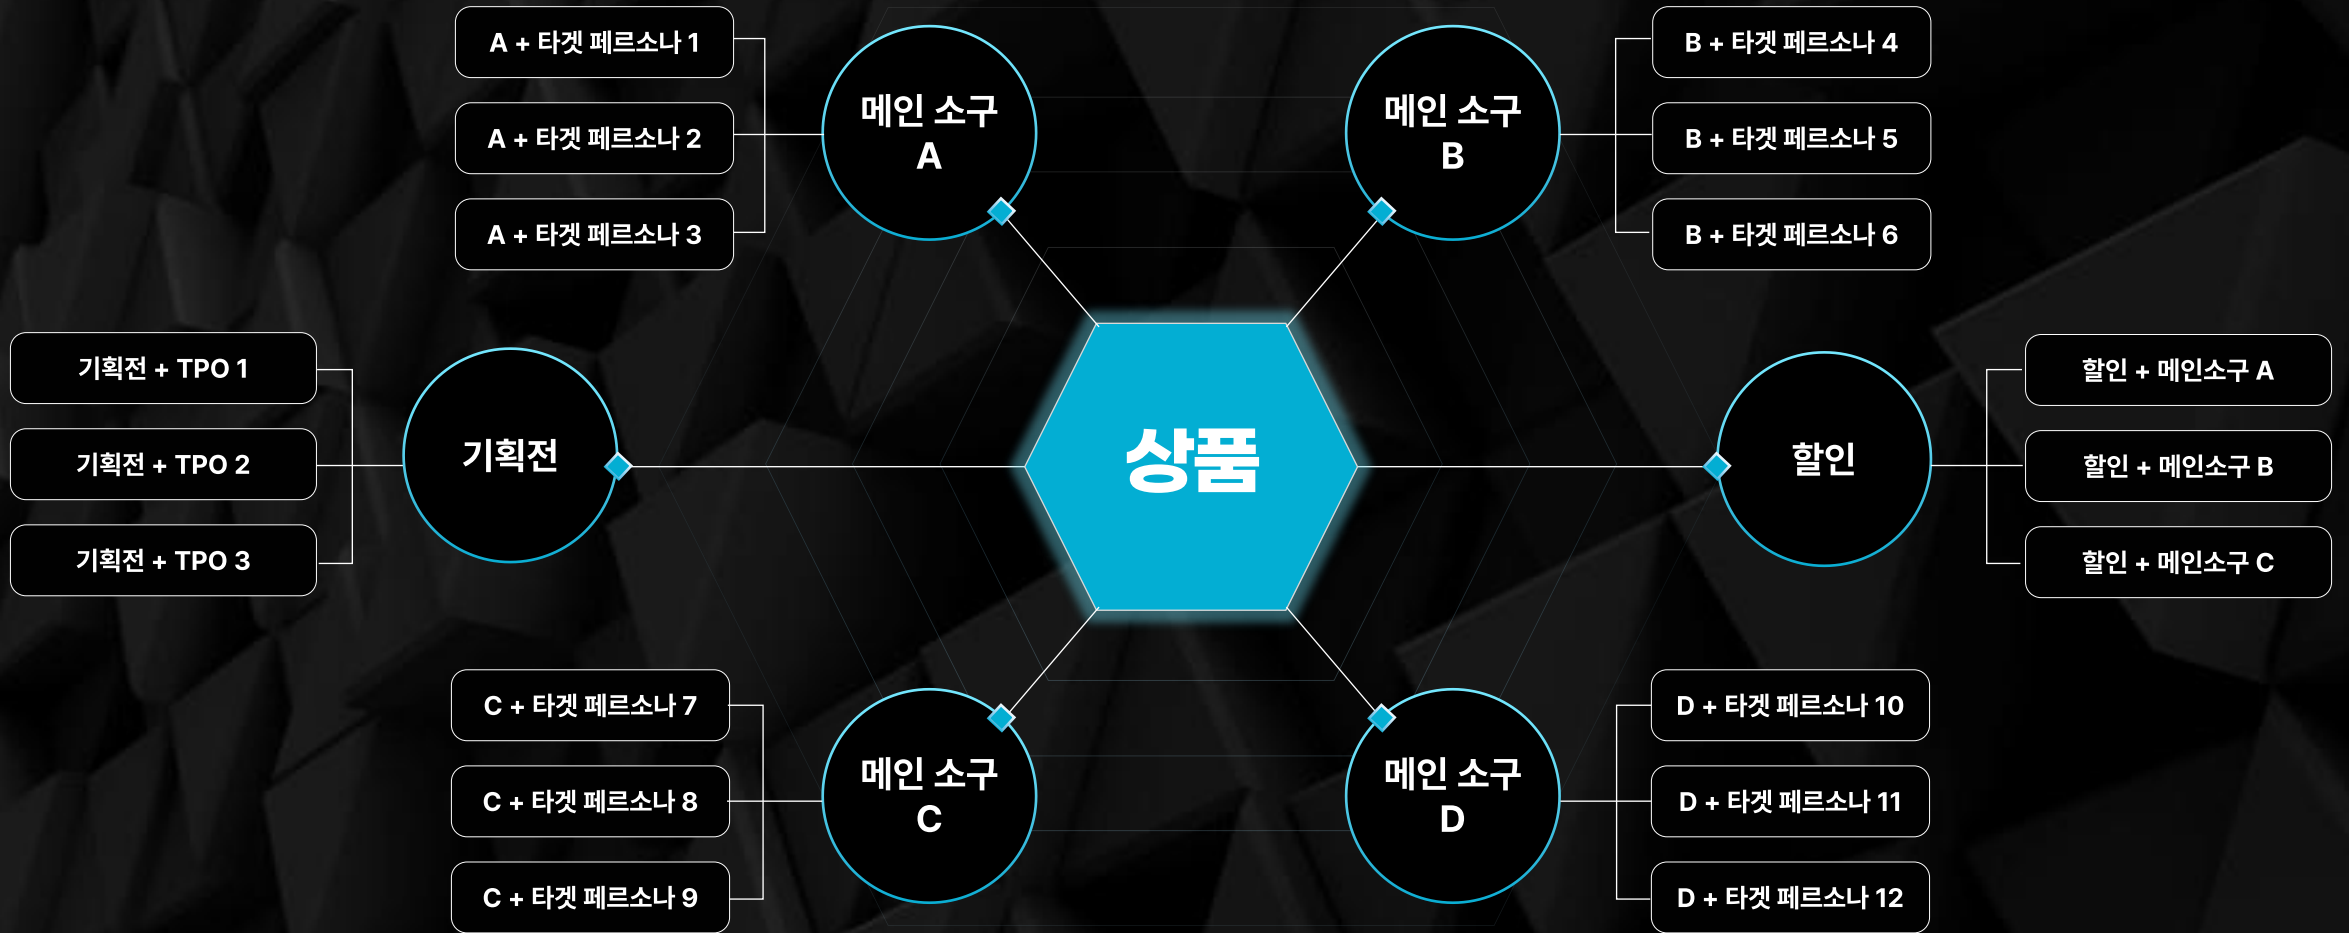 A + 타겟 페르소나 1
A + 타겟 페르소나 2
A + 타겟 페르소나 3
메인 소구
A
메인 소구
B
B + 타겟 페르소나 4
B + 타겟 페르소나 5
B + 타겟 페르소나 6
기획전 + TPO 1
기획전 + TPO 2
기획전 + TPO 3
기획전
상품
할인
할인 + 메인소구 A
할인 + 메인소구 B
할인 + 메인소구 C
C + 타겟 페르소나 7
C + 타겟 페르소나 8
C + 타겟 페르소나 9
메인 소구
C
메인 소구
D
D + 타겟 페르소나 10
D + 타겟 페르소나 11
D + 타겟 페르소나 12